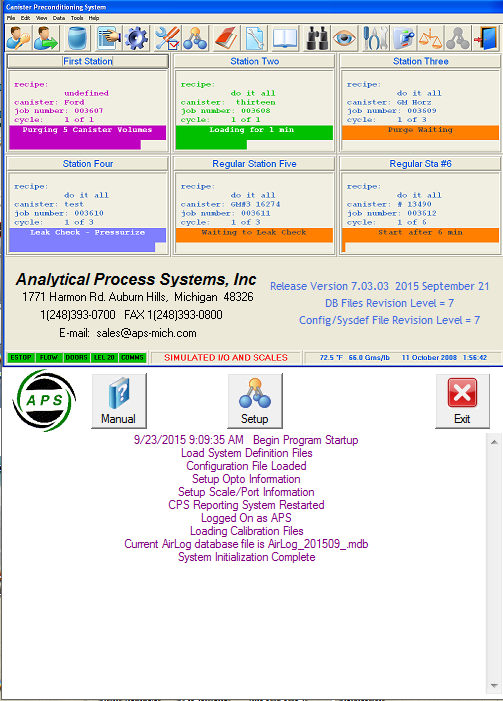 Canister Preconditioning System
File Edit View Data Tools Help
First Station
recipe:
undefined
canister: Ford
job number: 003607
cycle: 1 of 1
Purging 5 Canister Volumes
Station Two
recipe:
do it all
canister: thirteen
job number: 003608
cycle: 1 of 3
Loading for 1 min
Station Three
recipe:
do it all
canister: GM Horz
job number: 003609
cycle: 1 of 3
Purge Waiting
Station Four
recipe:
do it all
canister: test
job number: 003610
cycle: 1 of 3
Leak Check - Pressurize
Regular Station Five
recipe:
do it all
canister: GM#3 16274
job number: 003611
cycle: 1 of 3
Waiting to Leak Check
Regular Sta #6
recipe:
do it all
canister: # 13490
job number: 003612
cycle: 1 of 6
Start after 6 min
Analytical Process Systems, Inc
1771 Harmon Rd. Auburn Hills, Michigan 48326
1(248)393-0700 FAX 1(248)393-0800
E-mail: sales@aps-mich.com
Release Version 7.03.03 2015 September 21
DB Files Revision Level = 7
Config/Sysdef File Revision Level = 7
ESTOP FLOW DOORS LEL 20 COMMS SIMULATED I/O AND SCALES 72.5 °F 66.0 Grns/lb 11 October 2008 1:56:42
APS
Manual
Setup
Exit
9/23/2015 9:09:35 AM Begin Program Startup
Load System Definition Files
Configuration File Loaded
Setup Opto Information
Setup Scale/Port Information
CPS Reporting System Restarted
Logged On as APS
Loading Calibration Files
Current AirLog database file is AirLog_201509_.mdb
System Initialization Complete